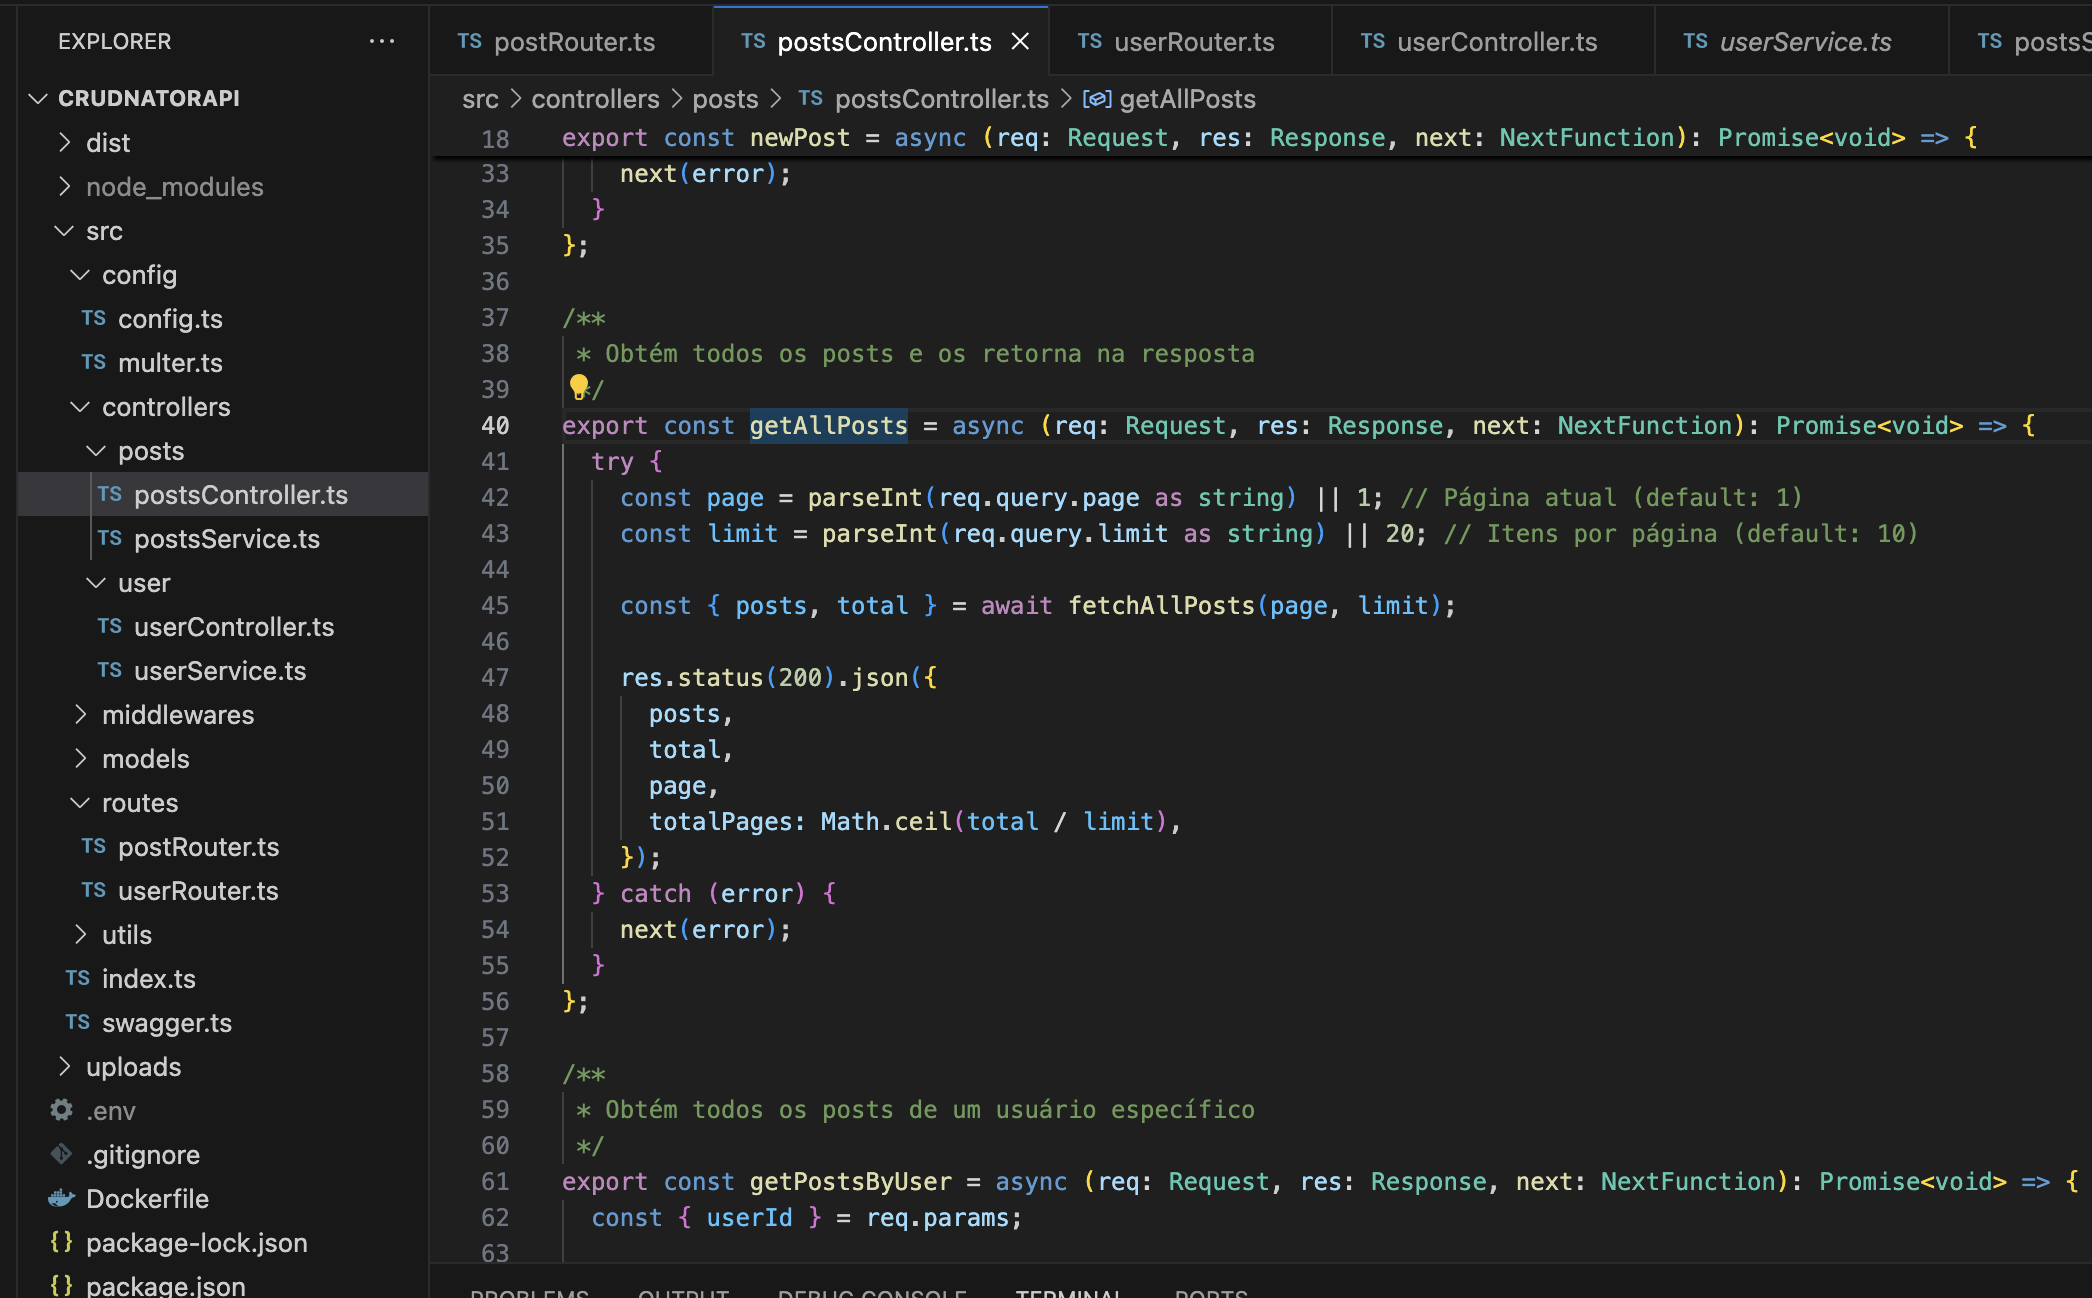 EXPLORER
CRUDNATORAPI
dist
node_modules
src
config
TS config.ts
TS multer.ts
controllers
posts
TS postsController.ts
TS postsService.ts
user
TS userController.ts
TS userService.ts
middlewares
models
routes
TS postRouter.ts
TS userRouter.ts
utils
TS index.ts
TS swagger.ts
uploads
.env
.gitignore
Dockerfile
{} package-lock.json
{} package.json
TS postRouter.ts TS postsController.ts TS userRouter.ts TS userController.ts TS userService.ts TS postsS
src > controllers > posts > TS postsController.ts > getAllPosts
18 export const newPost = async (req: Request, res: Response, next: NextFunction): Promise<void> => {
33 next(error);
34 }
35 };
36
37 /**
38 * Obtém todos os posts e os retorna na resposta
39 */
40 export const getAllPosts = async (req: Request, res: Response, next: NextFunction): Promise<void> => {
41 try {
42 const page = parseInt(req.query.page as string) || 1; // Página atual (default: 1)
43 const limit = parseInt(req.query.limit as string) || 20; // Itens por página (default: 10)
44
45 const { posts, total } = await fetchAllPosts(page, limit);
46
47 res.status(200).json({
48 posts,
49 total,
50 page,
51 totalPages: Math.ceil(total / limit),
52 });
53 } catch (error) {
54 next(error);
55 }
56 };
57
58 /**
59 * Obtém todos os posts de um usuário específico
60 */
61 export const getPostsByUser = async (req: Request, res: Response, next: NextFunction): Promise<void> => {
62 const { userId } = req.params;
63
PROBLEMS OUTPUT DEBUG CONSOLE TERMINAL PORTS